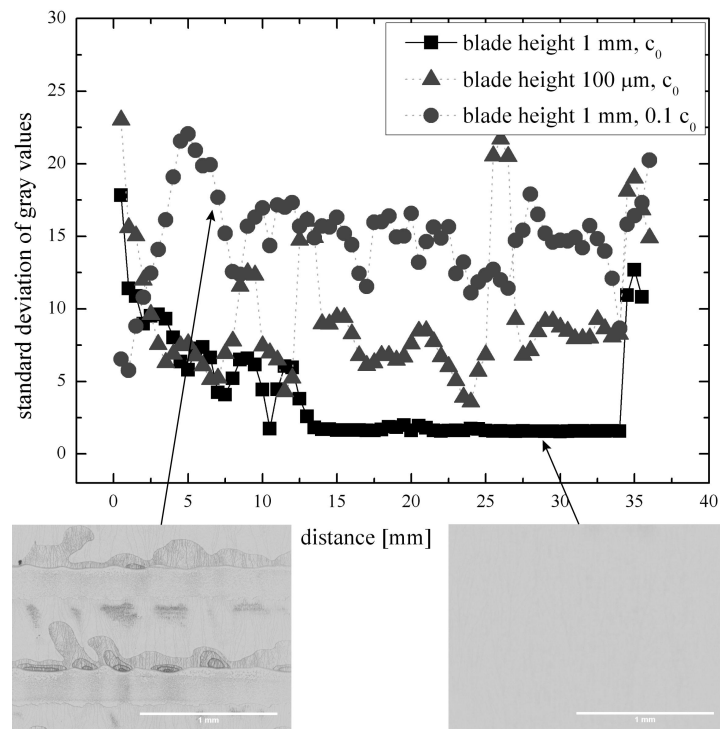 30
25
20
15
10
5
0
standard deviation of gray values
blade height 1 mm, c₀
blade height 100 μm, c₀
blade height 1 mm, 0.1 c₀
0 5 10 15 20 25 30 35 40
distance [mm]
1 mm
1 mm